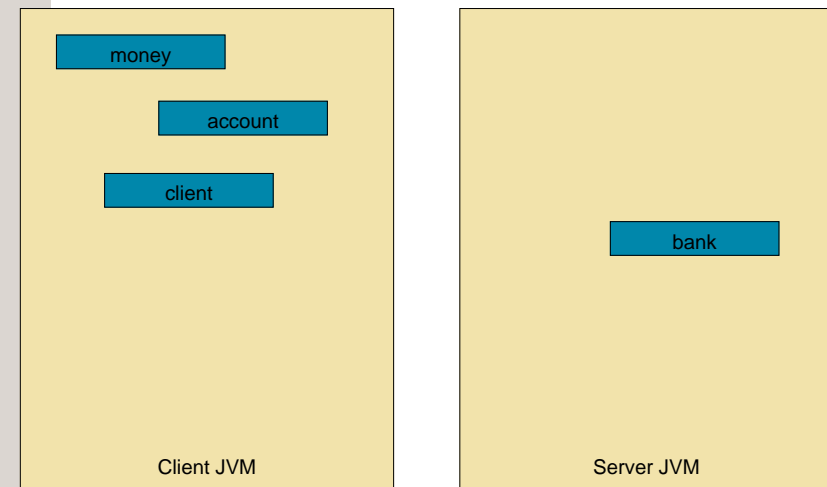 money
account
client
bank
Client JVM
Server JVM